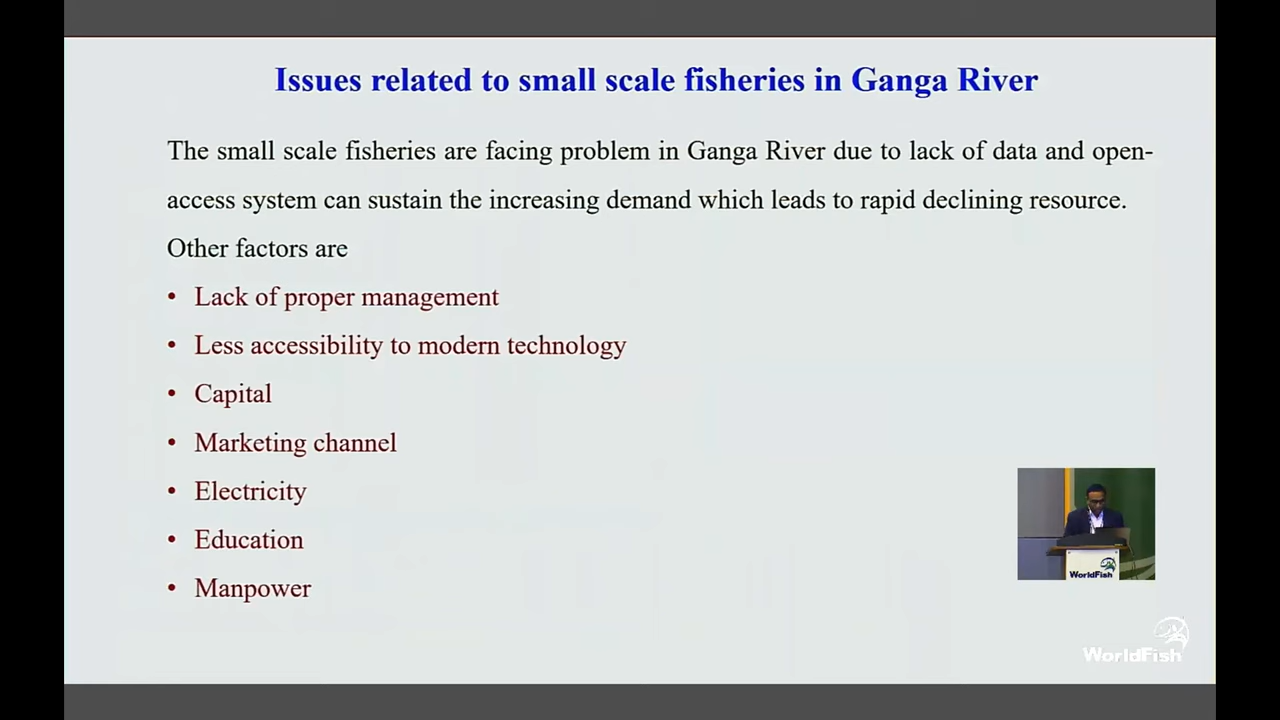 Issues related to small scale fisheries in Ganga River
The small scale fisheries are facing problem in Ganga River due to lack of data and open-
access system can sustain the increasing demand which leads to rapid declining resource.
Other factors are
• Lack of proper management
• Less accessibility to modern technology
• Capital
• Marketing channel
• Electricity
• Education
• Manpower
WorldFish
WorldFish